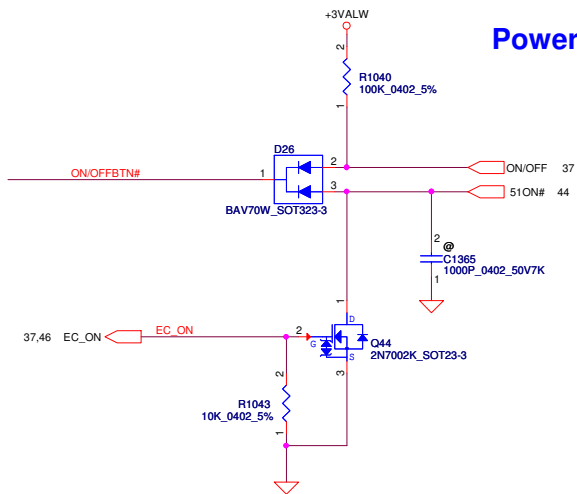 +3VALW
Power
2
R1040
100K_0402_5%
1
D26
ON/OFFBTN#
1
2
ON/OFF 37
3
51ON# 44
BAV70W_SOT323-3
2
@
C1365
1000P_0402_50V7K
1
1
D
37,46 EC_ON
EC_ON
2
G
S
Q44
2N7002K_SOT23-3
3
2
R1043
10K_0402_5%
1